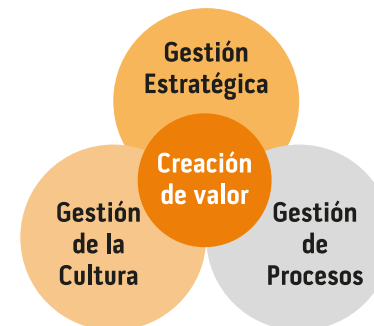 Gestión
Estratégica
Creación
de valor
Gestión
de la
Cultura
Gestión
de
Procesos